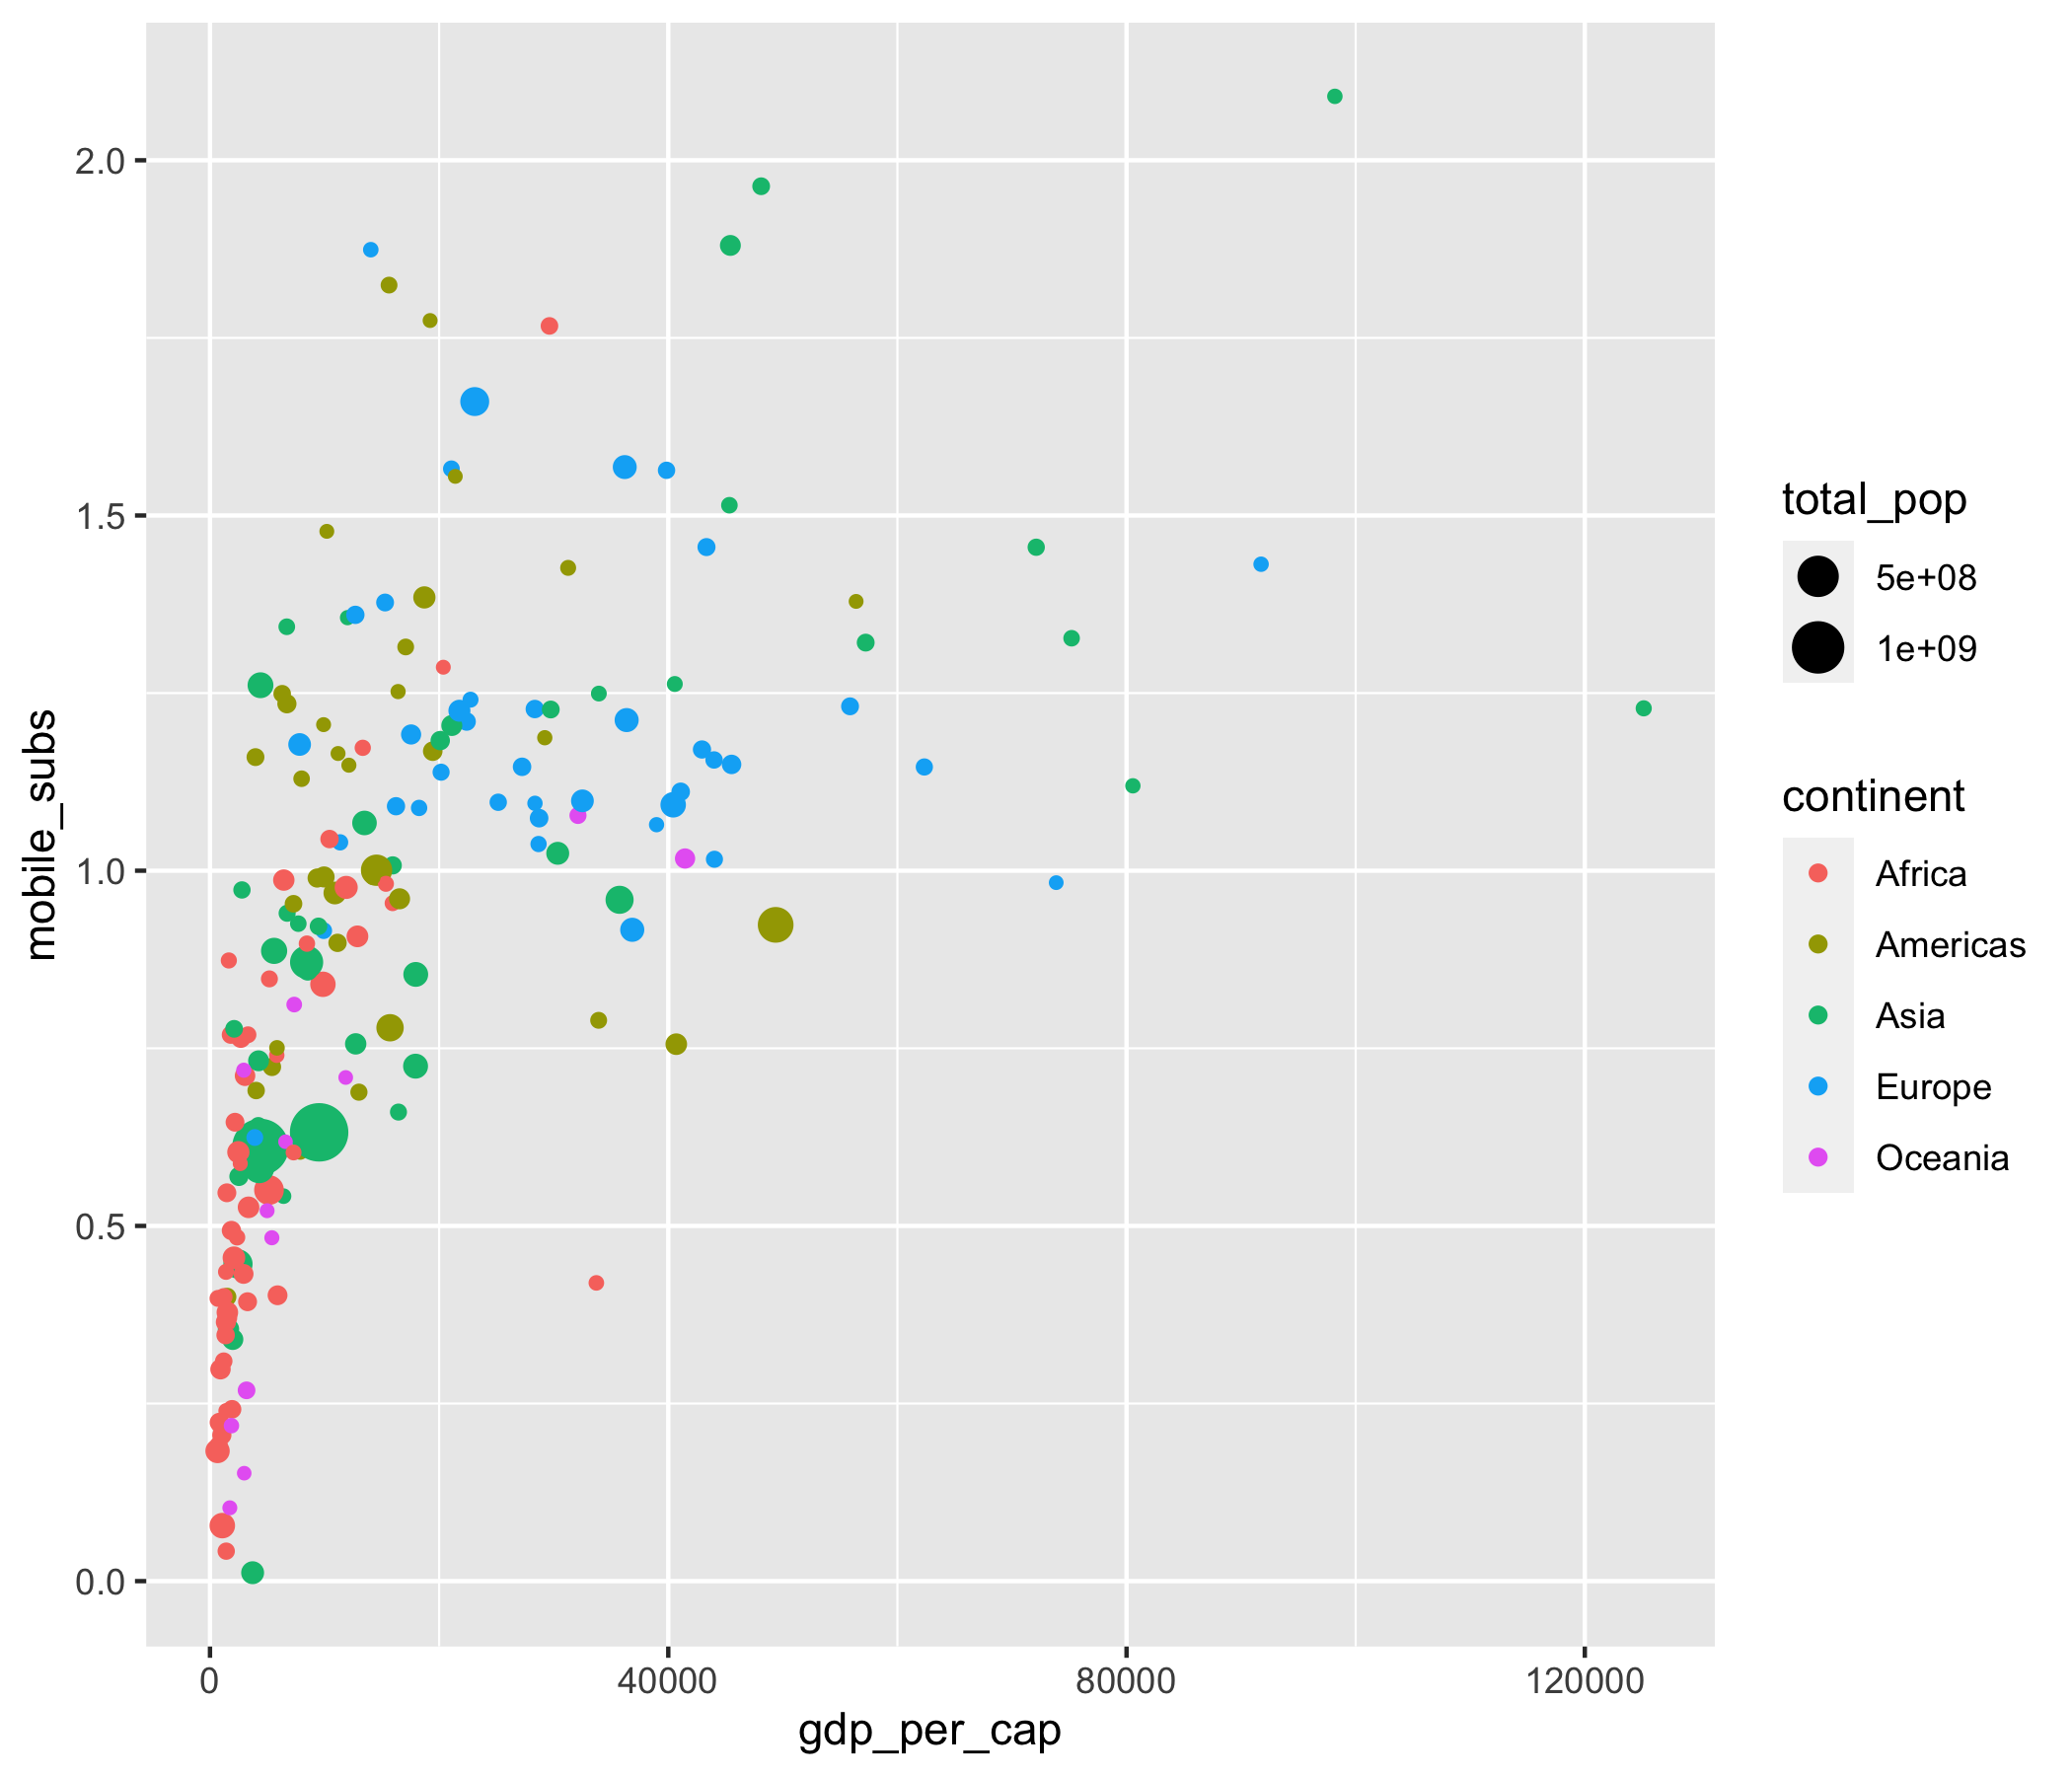 2.0
1.5
1.0
0.5
0.0
mobile_subs
0
40000
80000
120000
gdp_per_cap
total_pop
5e+08
1e+09
continent
Africa
Americas
Asia
Europe
Oceania